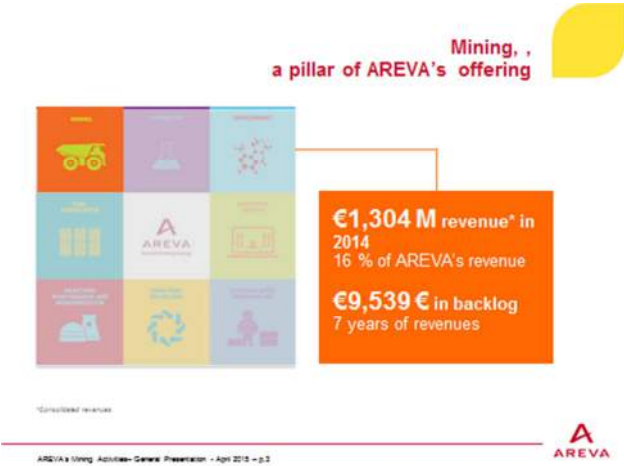 Mining, ,
a pillar of AREVA's offering
MINING
AREVA
€1,304 M revenue* in
2014
16 % of AREVA's revenue
€9,539 € in backlog
7 years of revenues
*Consolidated revenues
AREVA's Mining Activities– General Presentation - April 2015 – p.3
AREVA